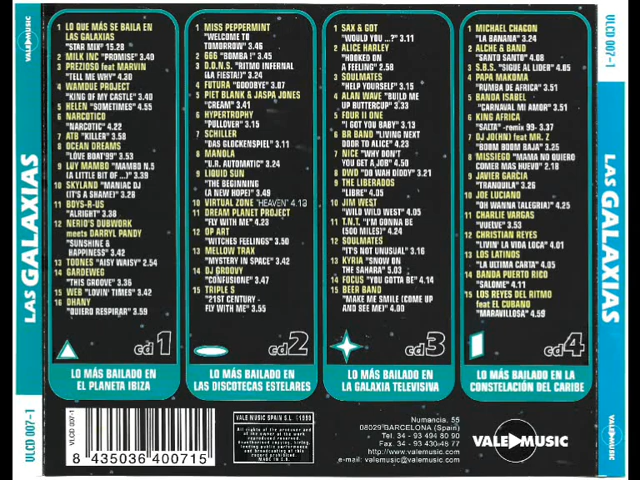 VALE MUSIC
ULCD 007-1
LAS GALAXIAS
1 LO QUE MÁS SE BAILA EN
LAS GALAXIAS
"STAR MIX" 15.28
2 MILK INC "PROMISE" 3.40
3 PREZIOSO feat MARVIN
"TELL ME WHY" 4.30
4 WAMDUE PROJECT
"KING OF MY CASTLE" 3.40
5 HELEN "SOMETIMES" 4.55
6 NARCOTICO
"NARCOTIC" 4.22
7 ATB "KILLER" 3.58
8 OCEAN DREAMS
"LOVE BOAT'99" 3.53
9 LUY MAMBO "MAMBO N.5
(A LITTLE BIT OF ...)" 3.39
10 SKYLAND "MANIAC DJ
(IT'S A SHAME)" 3.28
11 BOYS-R-US
"ALRIGHT" 3.38
12 NERIO'S DUBWORK
meets DARRYL PANDY
"SUNSHINE &
HAPPINESS" 3.42
13 TOONES "AISY WAISY" 2.54
14 GARDEWEG
"THIS GROOVE" 3.36
15 WEB "LOVIN' TIMES" 3.42
16 DHANY
"QUIERO RESPIRAR" 3.59
cd 1
LO MÁS BAILADO EN
EL PLANETA IBIZA
1 MISS PEPPERMINT
"WELCOME TO
TOMORROW" 3.46
2 666 "BOMBA !" 3.45
3 D.O.N.S. "RITMO INFERNAL
(LA FIESTA)" 3.24
4 FUTURA "GOODBYE" 3.07
5 PIET BLANK & JASPA JONES
"CREAM" 3.41
6 HYPERTROPHY
"PULLOVER" 3.15
7 SCHILLER
"DAS GLOCKENSPIEL" 3.11
8 MANOLA
"U.R. AUTOMATIC" 3.24
9 LIQUID SUN
"THE BEGINNING
(A NEW HOPE)" 3.49
10 VIRTUAL ZONE "HEAVEN" 4.13
11 DREAM PLANET PROJECT
"FLY WITH ME" 4.23
12 OP ART
"WITCHES FEELINGS" 3.50
13 MELLOW TRAX
"MYSTERY IN SPACE" 3.42
14 DJ GROOVY
"CONFUSIONE" 3.47
15 TRIPLE S
"21ST CENTURY -
FLY WITH ME" 3.55
cd 2
LO MÁS BAILADO EN
LAS DISCOTECAS ESTELARES
1 SAX & GOT
"WOULD YOU ...?" 3.11
2 ALICE HARLEY
"HOOKED ON
A FEELING" 2.58
3 SOULMATES
"HELP YOURSELF" 3.15
4 ALAN WAVE "BUILD ME
UP BUTTERCUP" 3.33
5 FOUR II ONE
"I GOT YOU BABY" 3.13
6 BR BAND "LIVING NEXT
DOOR TO ALICE" 4.23
7 NICE "WHY DON'T
YOU GET A JOB" 4.50
8 DWD "DO WAH DIDDY" 3.21
9 THE LIBERADOS
"LIBRE" 4.05
10 JIM WEST
"WILD WILD WEST" 4.05
11 T.N.T. "I'M GONNA BE
(500 MILES)" 4.24
12 SOULMATES
"IT'S NOT UNUSUAL" 3.16
13 KYRIA "SNOW ON
THE SAHARA" 5.03
14 FOCUS "YOU GOTTA BE" 4.14
15 BEER BAND
"MAKE ME SMILE (COME UP
AND SEE ME)" 4.00
cd 3
LO MÁS BAILADO EN
LA GALAXIA TELEVISIVA
1 MICHAEL CHACON
"LA BANANA" 3.24
2 ALCHE & BAND
"SANTO SANTO" 4.08
3 S.B.S. "SIGUE AL LIDER" 4.05
4 PAPA MAKOMA
"RUMBA DE AFRICA" 3.51
5 BANDA ISABEL
"CARNAVAL MI AMOR" 3.51
6 KING AFRICA
"SALTA" -remix 99- 3.37
7 DJ JO(H)N feat MR. Z
"BOOM BOOM BAJA" 3.25
8 MISSIEGO "MAMA NO QUIERO
COMER MAS HUEVO" 2.18
9 JAVIER GARCIA
"TRANQUILA" 3.26
10 JOE LUCIANO
"OH WANNA (ALEGRIA)" 4.25
11 CHARLIE VARGAS
"VUELVE" 3.53
12 CHRISTIAN REYES
"LIVIN' LA VIDA LOCA" 4.01
13 LOS LATINOS
"LA ULTIMA CARTA" 4.05
14 BANDA PUERTO RICO
"SALOME" 4.11
15 LOS REYES DEL RITMO
feat EL CUBANO
"MARAVILLOSA" 4.59
cd 4
LO MÁS BAILADO EN LA
CONSTELACIÓN DEL CARIBE
VLCD 007-1
8 435036 400715
VALE MUSIC SPAIN S.L. (1999)
Numancia, 55
08029 BARCELONA (Spain)
Tel. 34 - 93 494 80 90
Fax. 34 - 93 430 48 77
http://www.valemusic.com
e-mail: valemusic@valemusic.com
VALE MUSIC
ULCD 007-1
LAS GALAXIAS
VALE MUSIC